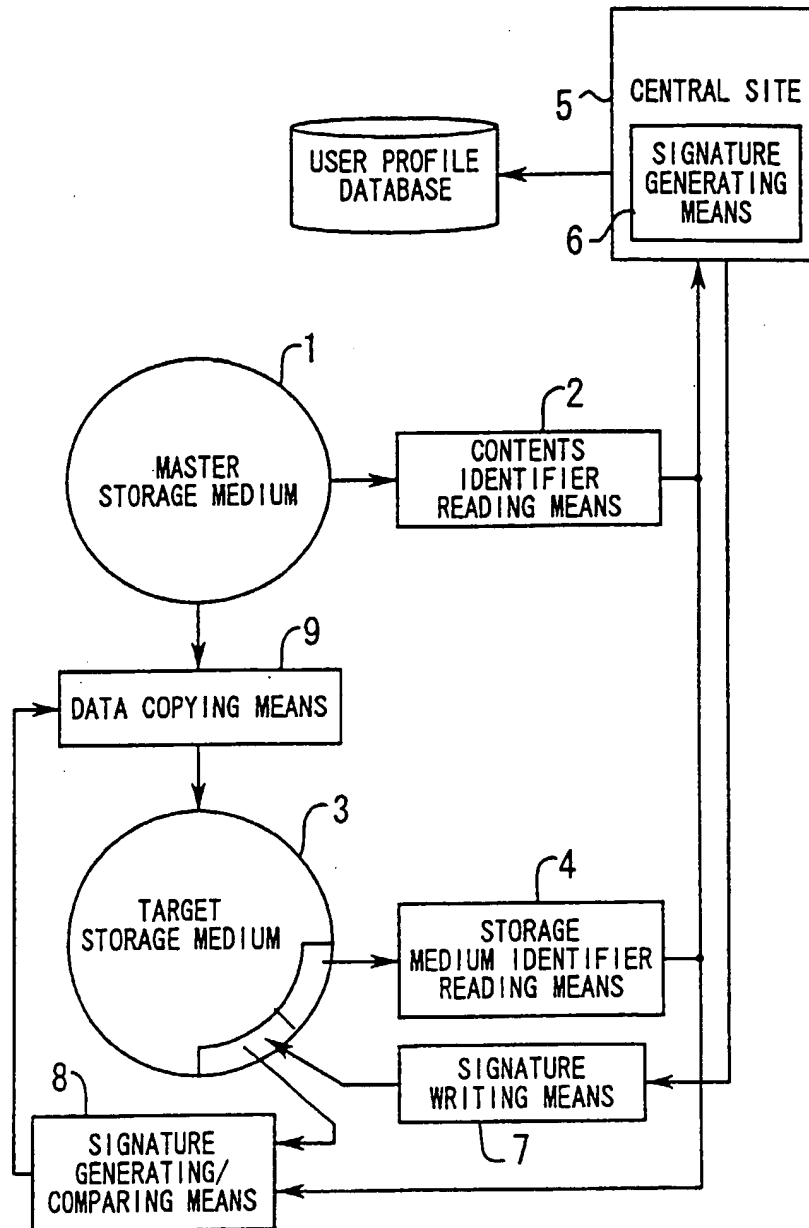 5
CENTRAL SITE
SIGNATURE
GENERATING
MEANS
6
USER PROFILE
DATABASE
1
MASTER
STORAGE MEDIUM
2
CONTENTS
IDENTIFIER
READING MEANS
9
DATA COPYING MEANS
3
TARGET
STORAGE MEDIUM
4
STORAGE
MEDIUM IDENTIFIER
READING MEANS
SIGNATURE
WRITING MEANS
7
8
SIGNATURE
GENERATING/
COMPARING MEANS